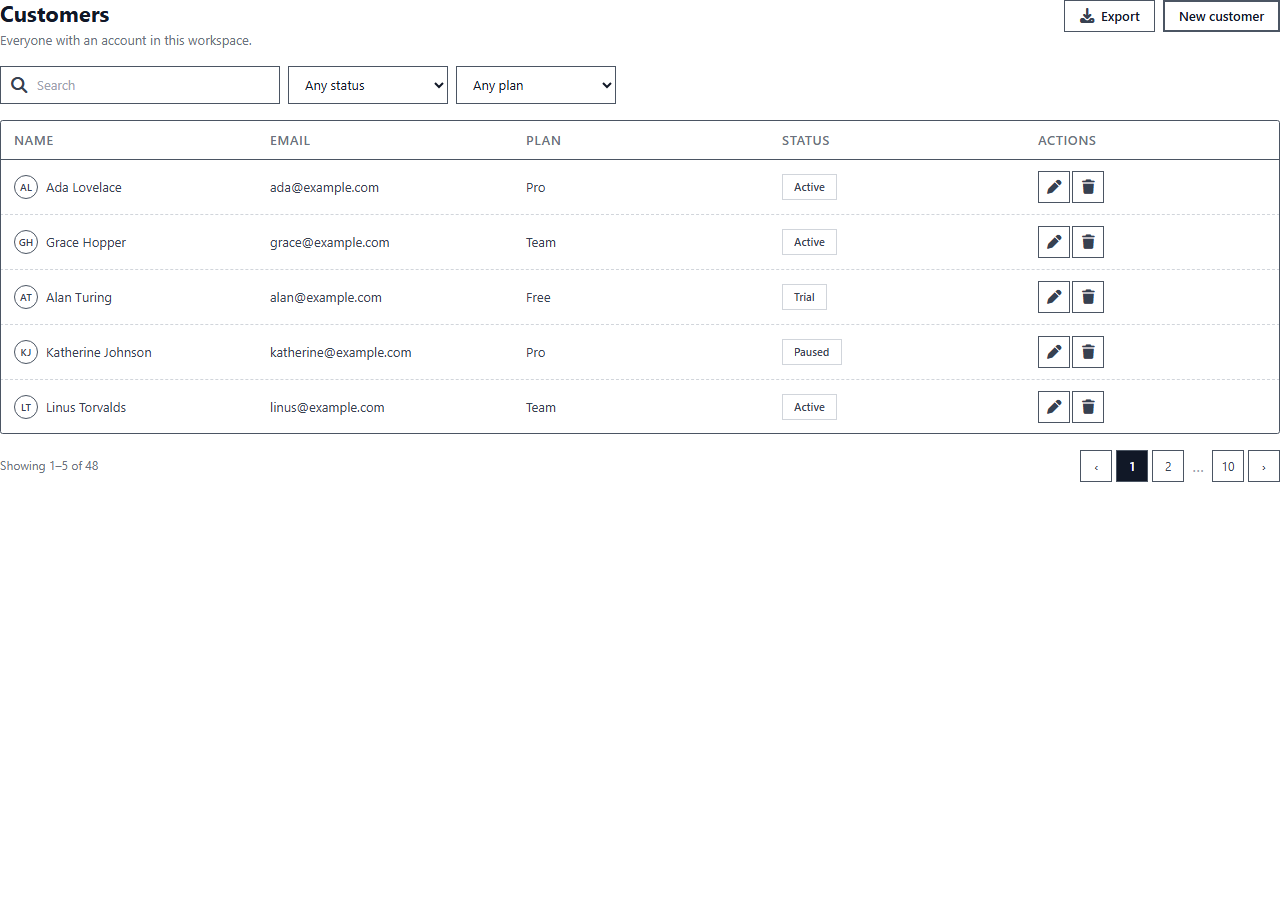 Customers
Export
New customer
Everyone with an account in this workspace.
Search
Any status
Any plan
NAME EMAIL PLAN STATUS ACTIONS
AL Ada Lovelace ada@example.com Pro Active
GH Grace Hopper grace@example.com Team Active
AT Alan Turing alan@example.com Free Trial
KJ Katherine Johnson katherine@example.com Pro Paused
LT Linus Torvalds linus@example.com Team Active
Showing 1–5 of 48
‹ 1 2 … 10 ›